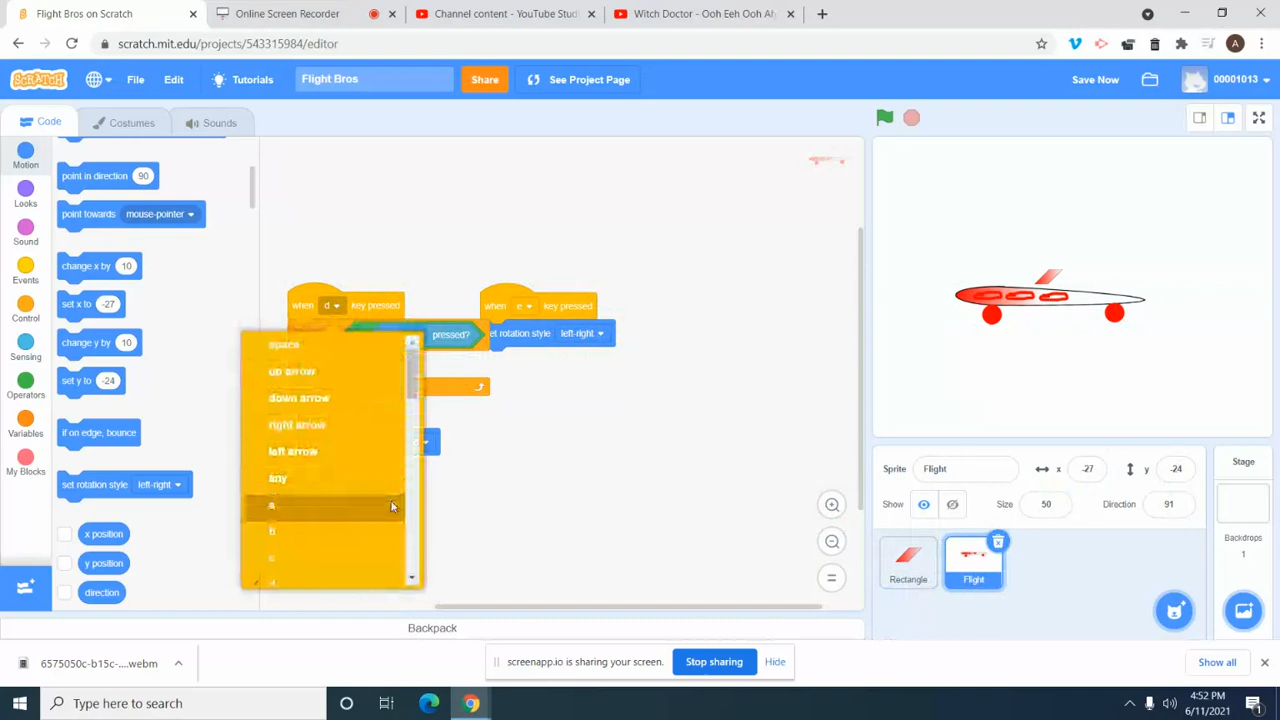 Flight Bros on Scratch
Online Screen Recorder
Channel content - YouTube Stud
Witch Doctor - Ooh Eeh Ooh Ah
scratch.mit.edu/projects/543315984/editor
A
SCRATCH
File
Edit
Tutorials
Flight Bros
Share
See Project Page
Save Now
00001013
Code
Costumes
Sounds
Motion
Looks
Sound
Events
Control
Sensing
Operators
Variables
My Blocks
point in direction 90
point towards mouse-pointer
change x by 10
set x to -27
change y by 10
set y to -24
if on edge, bounce
set rotation style left-right
x position
y position
direction
when d key pressed
pressed?
when e key pressed
et rotation style left-right
space
up arrow
down arrow
right arrow
left arrow
any
a
b
c
d
Sprite
Flight
x
-27
y
-24
Show
Size
50
Direction
91
Rectangle
Flight
Stage
Backdrops
1
Backpack
6575050c-b15c-....webm
screenapp.io is sharing your screen.
Stop sharing
Hide
Show all
Type here to search
4:52 PM
6/11/2021
1